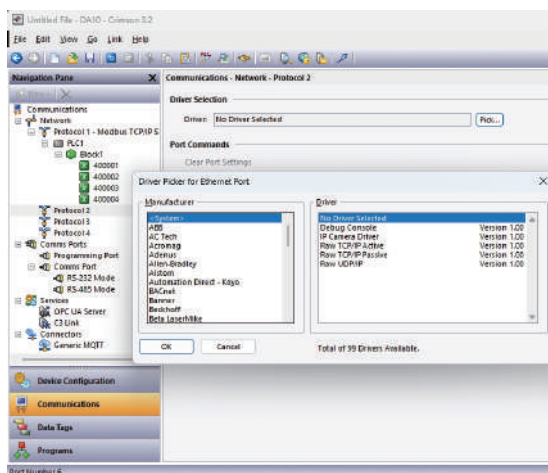 Untitled File - DA10 - Crimson 3.2
File Edit View Go Link Help
Navigation Pane X
Communications - Network - Protocol 2
Communications
Network
Protocol 1 - Modbus TCP/IP S
PLC1
Block1
400001
400002
400003
400004
Protocol 2
Protocol 3
Protocol 4
Comms Ports
Programming Port
Comms Port
RS-232 Mode
RS-485 Mode
Services
OPC UA Server
C3 Link
Connectors
Generic MQTT
Device Configuration
Communications
Data Tags
Programs
Port Number 6
Driver Selection
Driver: No Driver Selected Pick...
Port Commands
Clear Port Settings
Driver Picker for Ethernet Port X
Manufacturer
<System>
ABB
AC Tech
Acromag
Adenus
Allen-Bradley
Alstom
Automation Direct - Koyo
BACnet
Banner
Beckhoff
Beta LaserMike
Driver
No Driver Selected
Debug Console Version 1.00
IP Camera Driver Version 1.00
Raw TCP/IP Active Version 1.00
Raw TCP/IP Passive Version 1.00
Raw UDP/IP Version 1.00
OK Cancel Total of 99 Drivers Available.